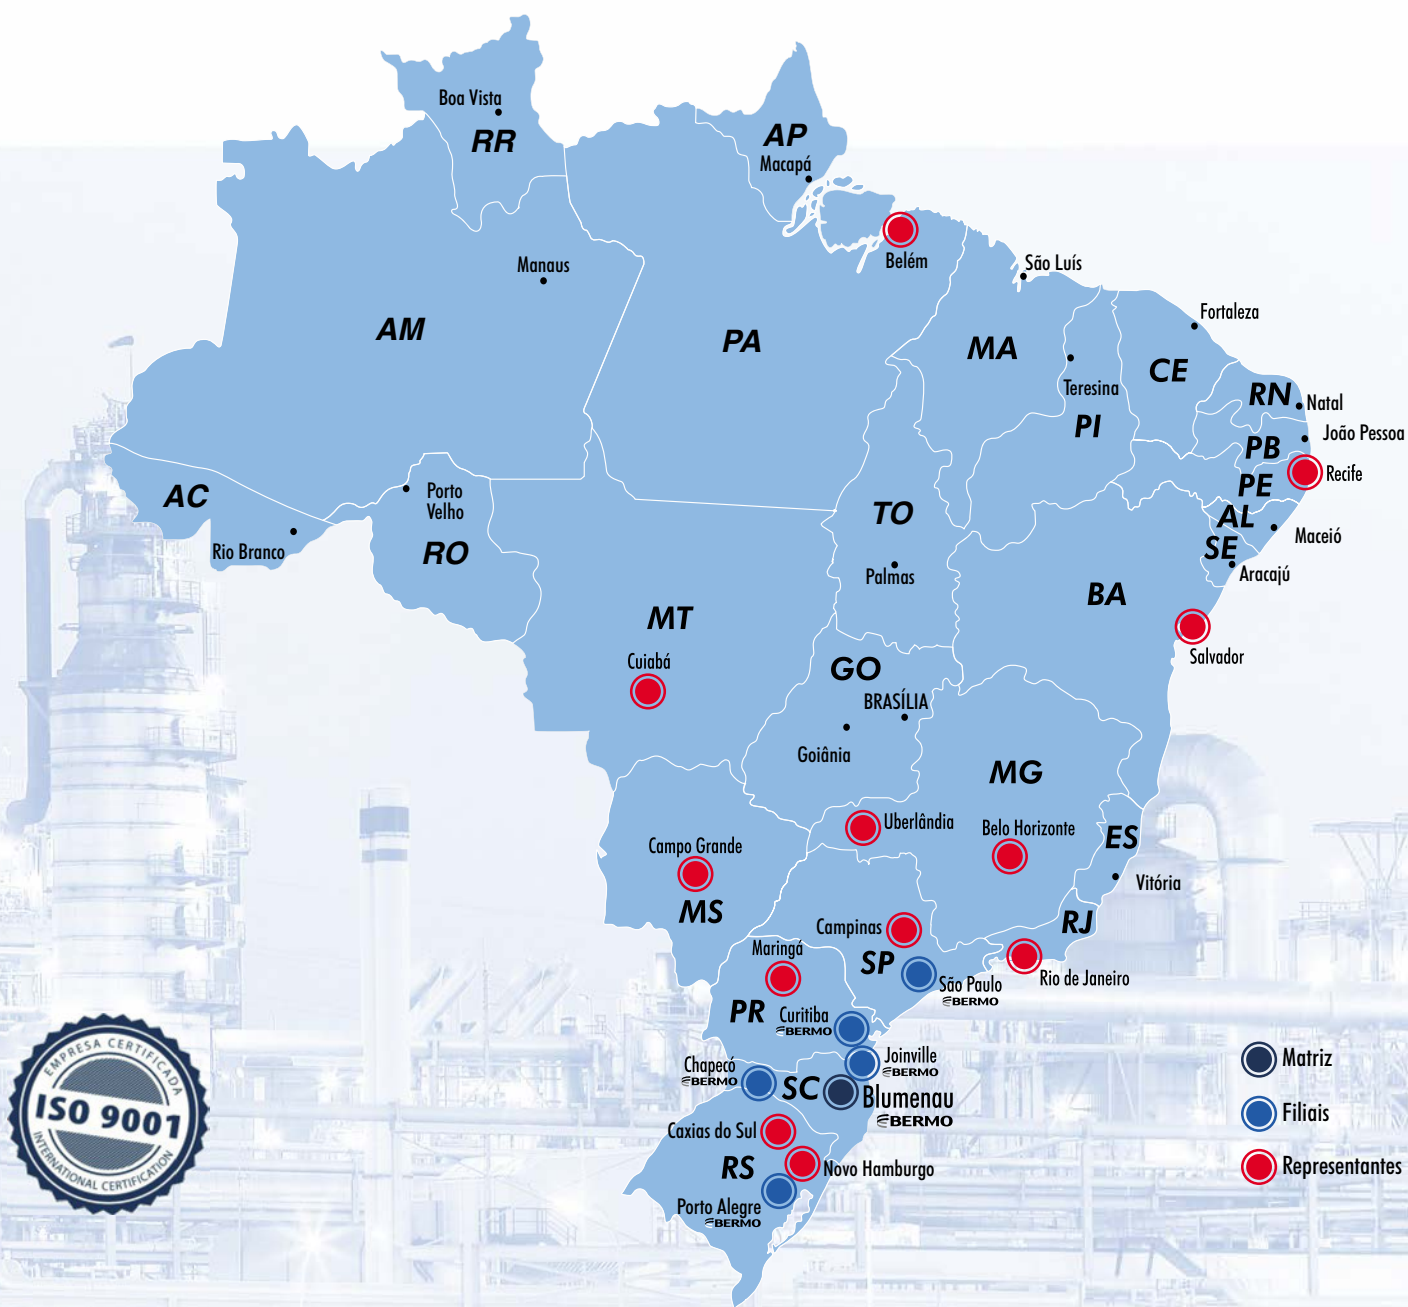 Boa Vista
RR
AP
Macapá
Belém
Manaus
São Luís
Fortaleza
AM
PA
MA
Teresina
PI
CE
RN
Natal
João Pessoa
PB
Recife
PE
AL
Maceió
SE
Aracajú
AC
Rio Branco
Porto
Velho
RO
TO
Palmas
BA
Salvador
MT
Cuiabá
GO
BRASÍLIA
Goiânia
MG
Uberlândia
Belo Horizonte
ES
Vitória
Campo Grande
MS
RJ
Campinas
SP
Rio de Janeiro
São Paulo
BERMO
Maringá
PR
Curitiba
BERMO
Joinville
BERMO
Chapecó
BERMO
SC
Blumenau
BERMO
Caxias do Sul
RS
Novo Hamburgo
Porto Alegre
BERMO
Matriz
Filiais
Representantes
EMPRESA CERTIFICADA
ISO 9001
INTERNATIONAL CERTIFICATION